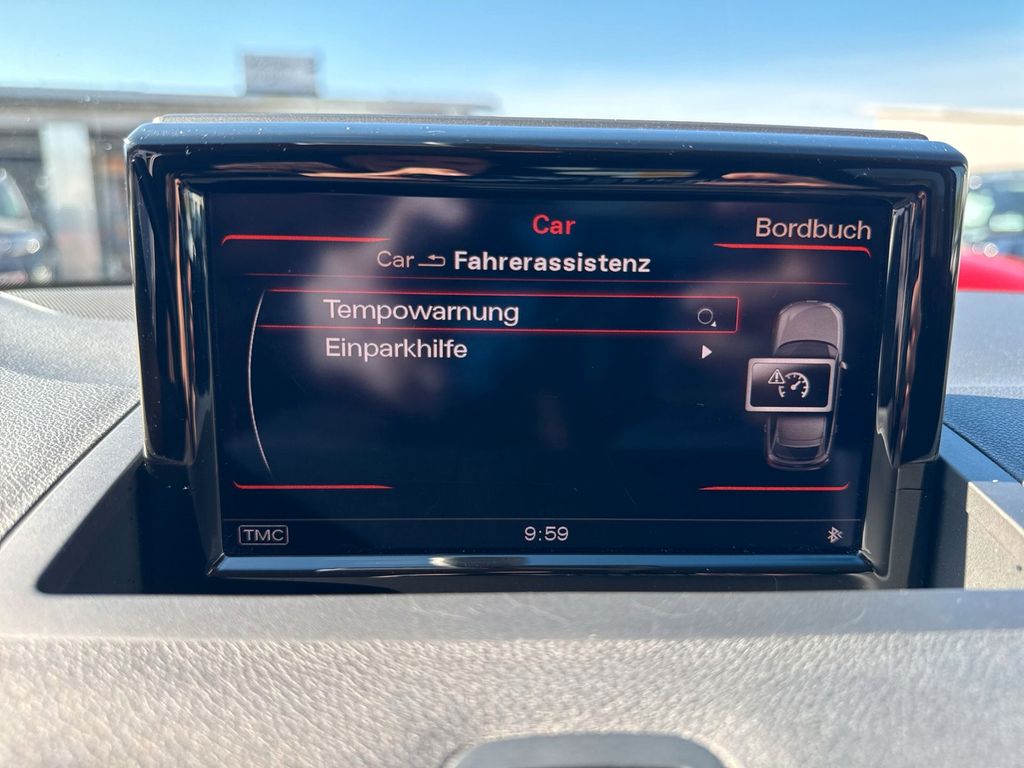 Car
Bordbuch
Car Fahrerassistenz
Tempowarnung
Einparkhilfe
TMC
9:59